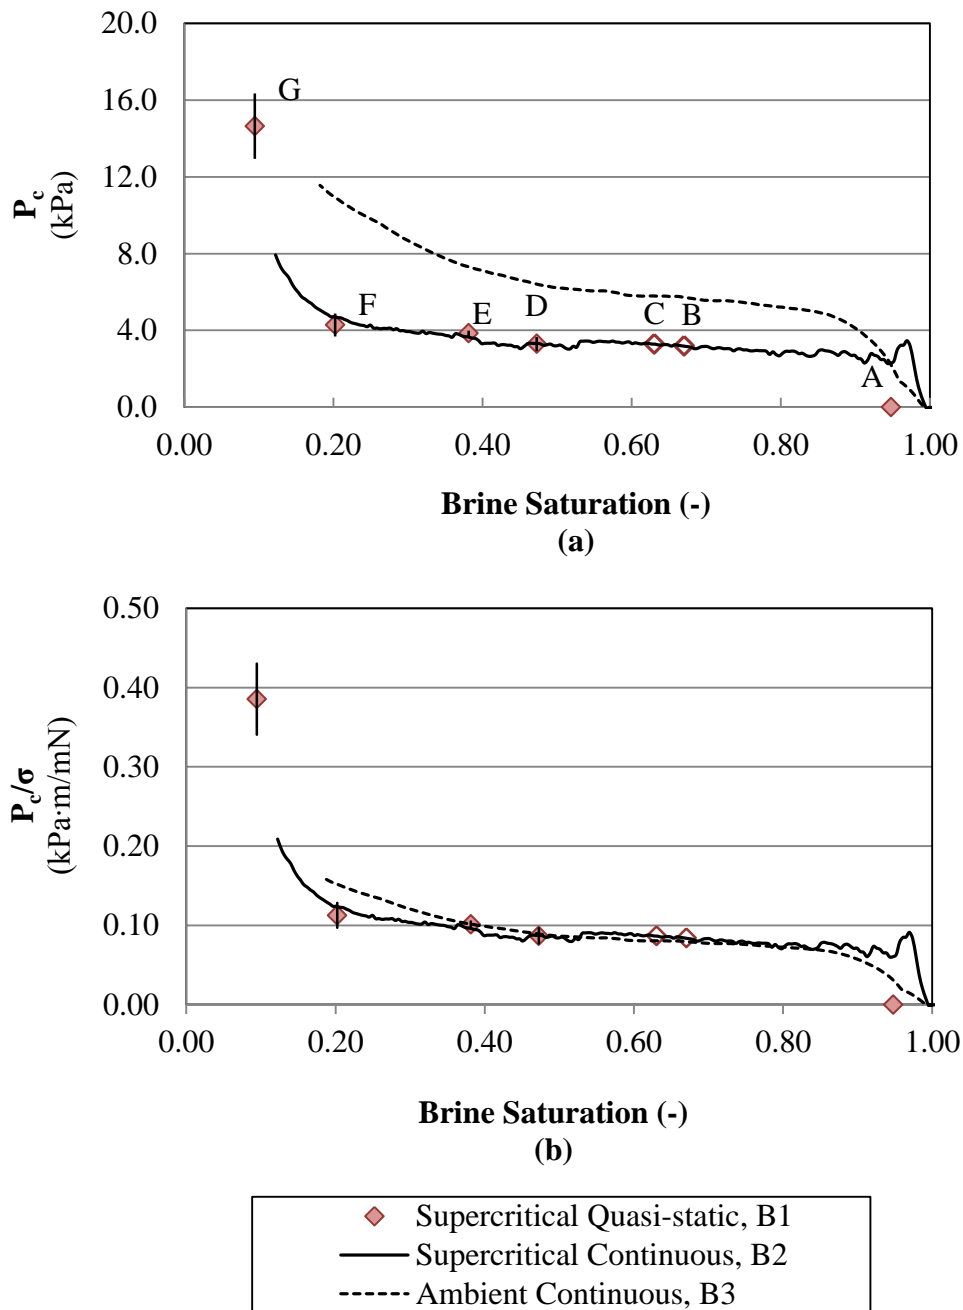 20.0
16.0
12.0
8.0
4.0
0.0
P_c
(kPa)
G
F
E
D
C
B
A
0.00 0.20 0.40 0.60 0.80 1.00
Brine Saturation (-)
(a)
0.50
0.40
0.30
0.20
0.10
0.00
P_c/σ
(kPa·m/mN)
0.00 0.20 0.40 0.60 0.80 1.00
Brine Saturation (-)
(b)
Supercritical Quasi-static, B1
Supercritical Continuous, B2
Ambient Continuous, B3